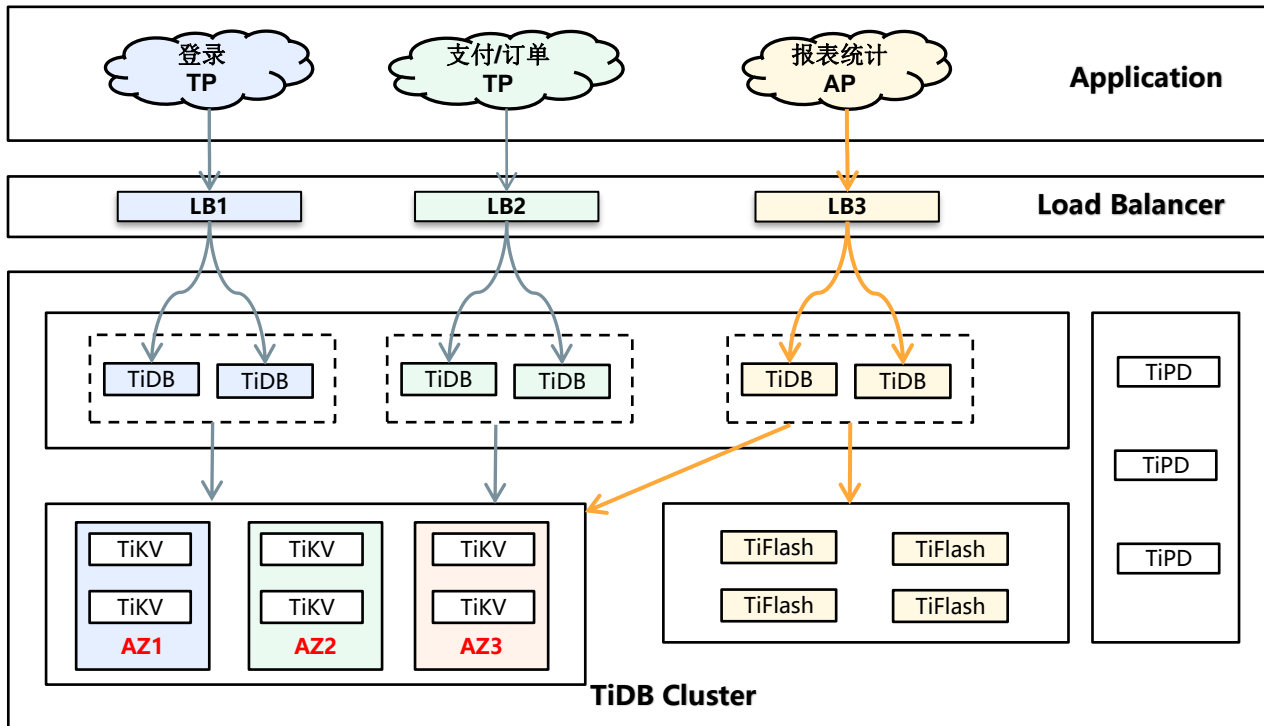 登录
TP
支付/订单
TP
报表统计
AP
Application
LB1
LB2
LB3
Load Balancer
TiDB
TiDB
TiDB
TiDB
TiDB
TiDB
TiPD
TiPD
TiPD
TiKV
TiKV
AZ1
TiKV
TiKV
AZ2
TiKV
TiKV
AZ3
TiFlash
TiFlash
TiFlash
TiFlash
TiDB Cluster